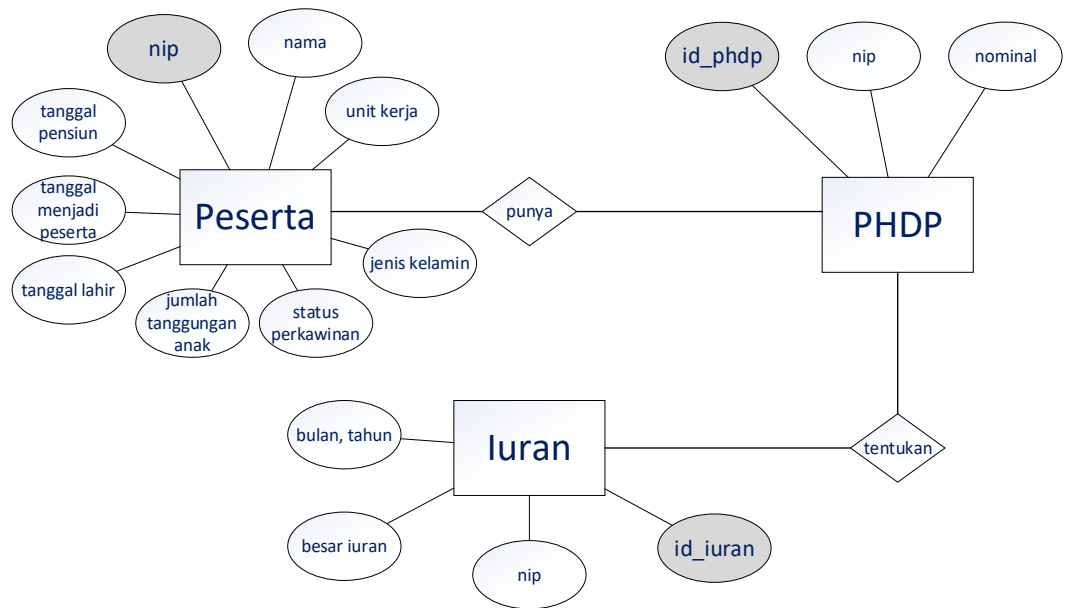 nip
nama
id_phdp
nip
nominal
tanggal
pensiun
unit kerja
tanggal
menjadi
peserta
Peserta
punya
PHDP
tanggal lahir
jenis kelamin
jumlah
tanggungan
anak
status
perkawinan
bulan, tahun
Iuran
tentukan
besar iuran
nip
id_iuran